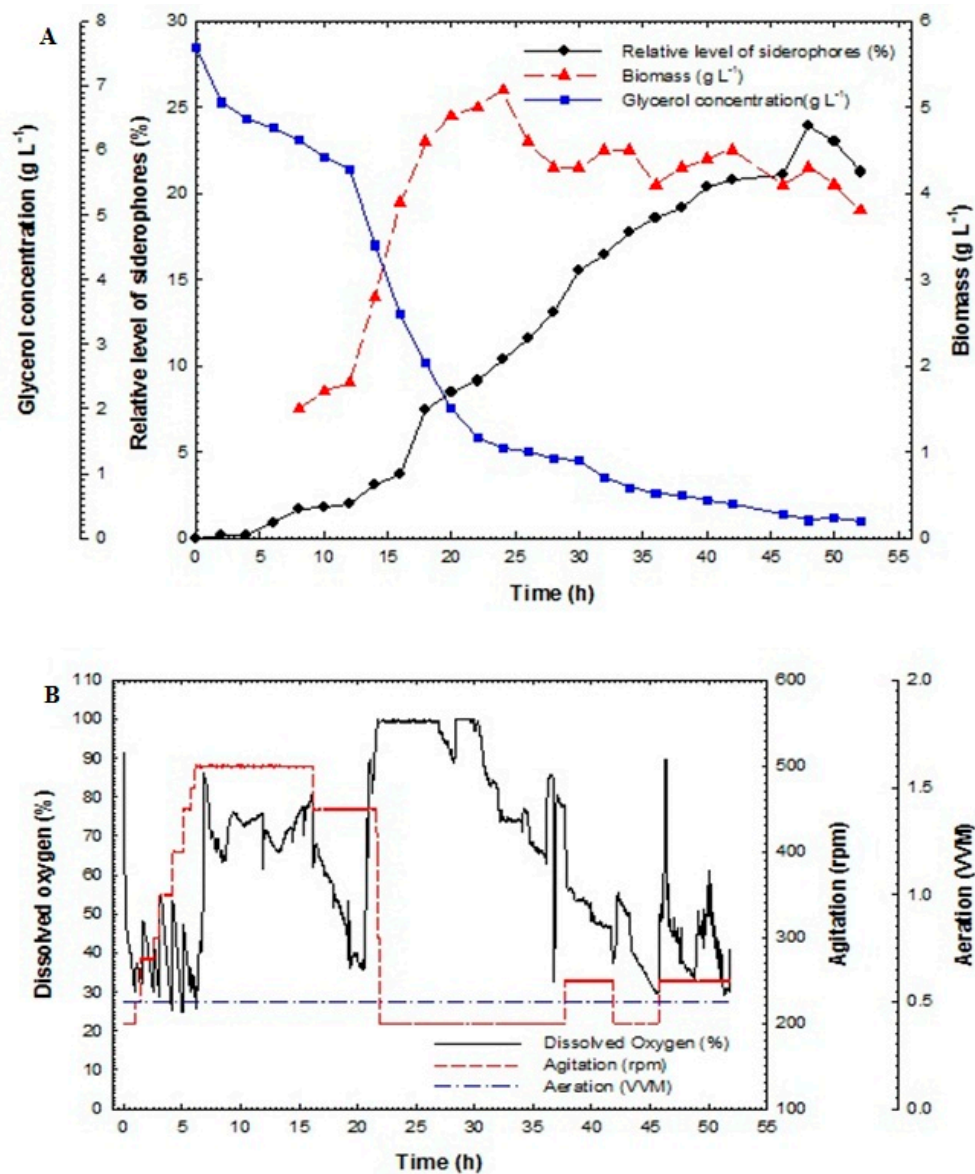 A
Relative level of siderophores (%)
Biomass (g L-1)
Glycerol concentration(g L-1)
Glycerol concentration (g L-1)
8
7
6
5
4
3
2
1
0
Relative level of siderophores (%)
30
25
20
15
10
5
0
Biomass (g L-1)
6
5
4
3
2
1
0
0 5 10 15 20 25 30 35 40 45 50 55
Time (h)
B
Dissolved oxygen (%)
110
100
90
80
70
60
50
40
30
20
10
0
Agitation (rpm)
600
500
400
300
200
100
Aeration (VVM)
2.0
1.5
1.0
0.5
0.0
Dissolved Oxygen (%)
Agitation (rpm)
Aeration (VVM)
0 5 10 15 21 26 31 36 40 45 50 55
Time (h)